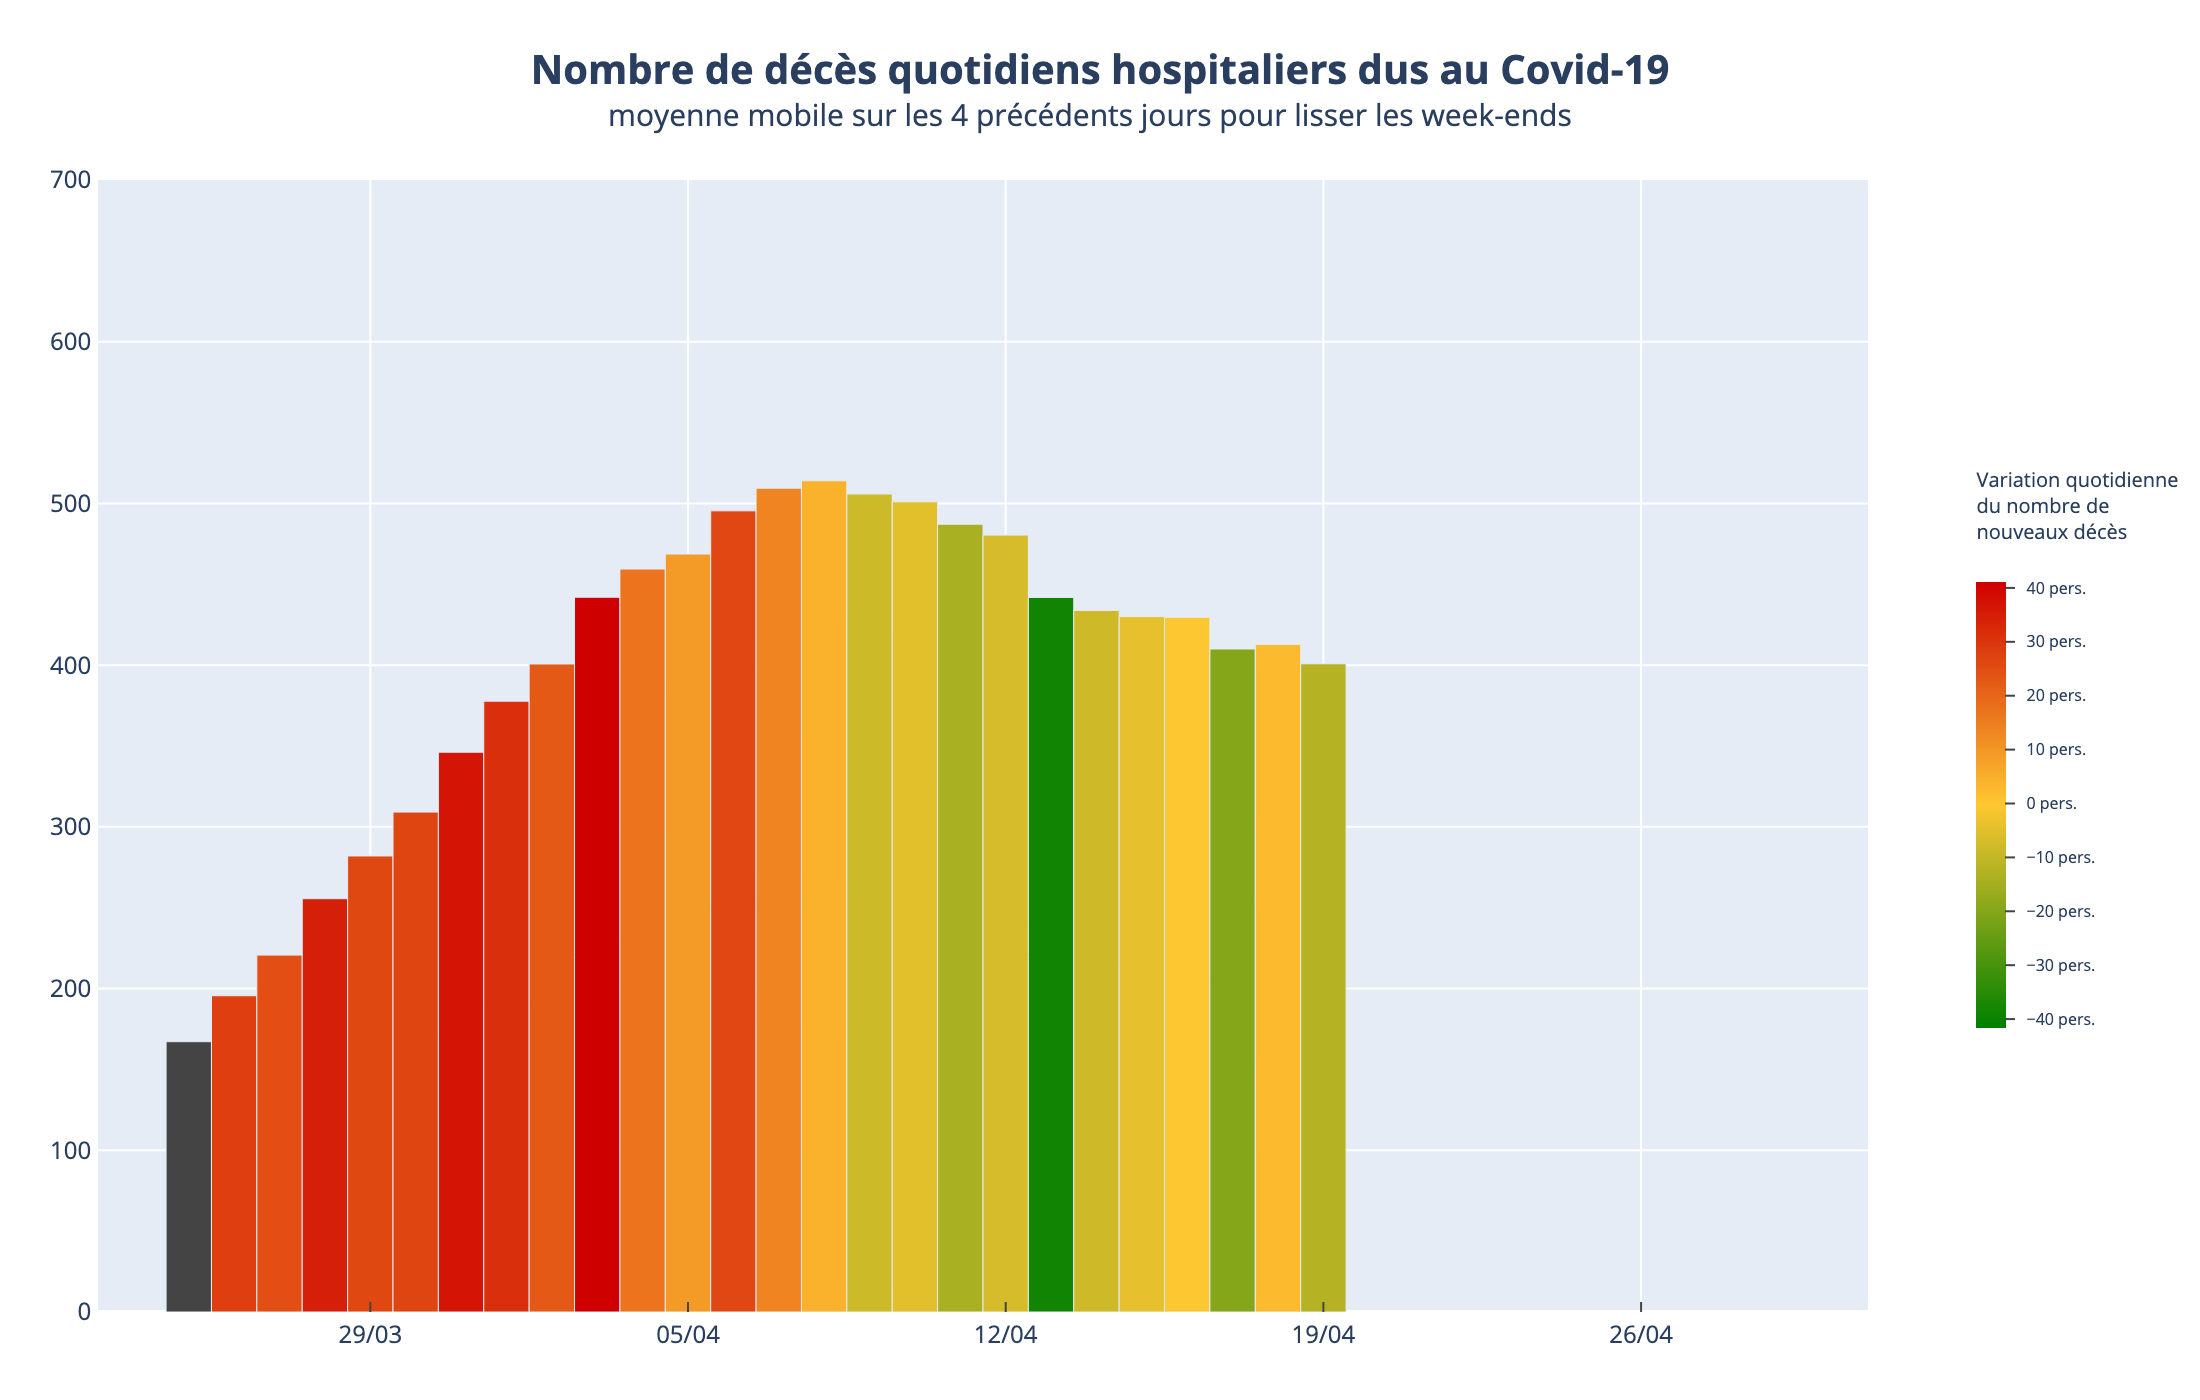 Nombre de décès quotidiens hospitaliers dus au Covid-19
moyenne mobile sur les 4 précédents jours pour lisser les week-ends
700
600
500
400
300
200
100
0
29/03
05/04
12/04
19/04
26/04
Variation quotidienne
du nombre de
nouveaux décès
40 pers.
30 pers.
20 pers.
10 pers.
0 pers.
−10 pers.
−20 pers.
−30 pers.
−40 pers.